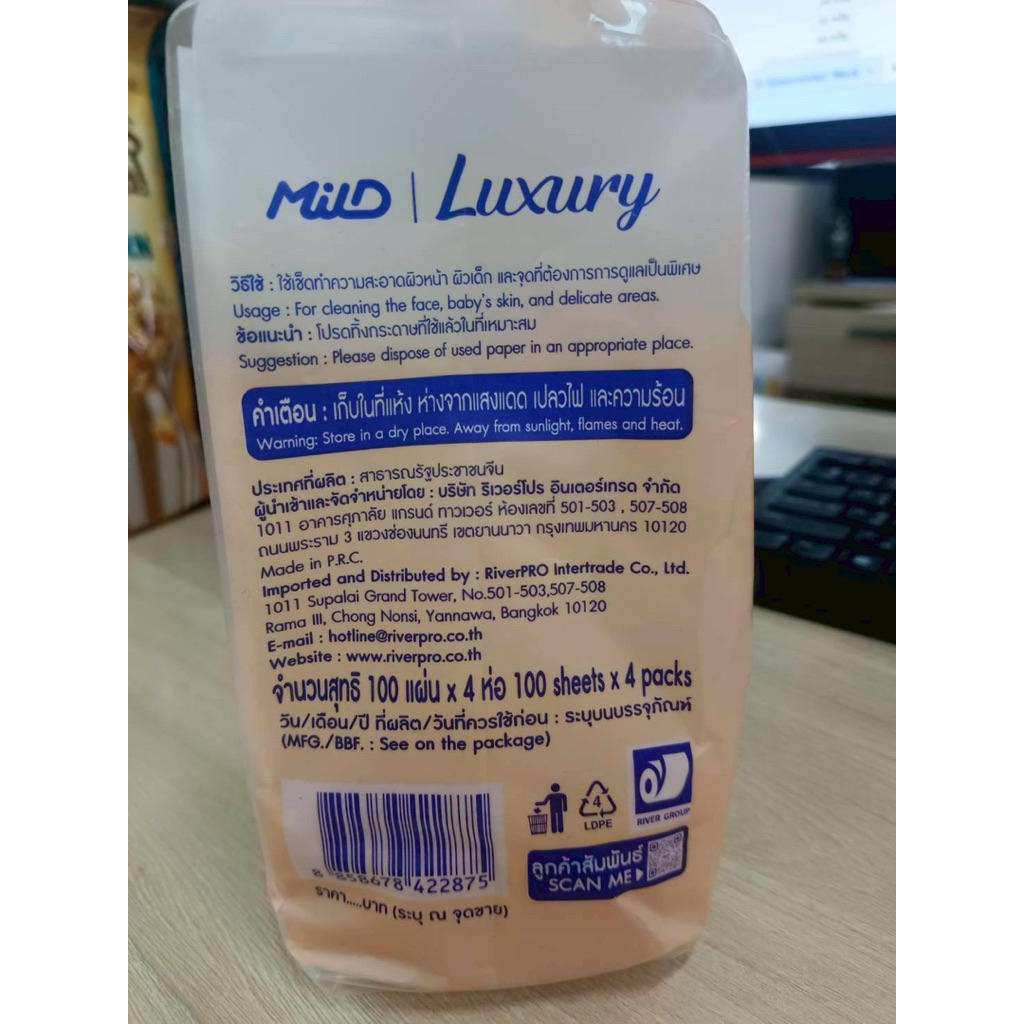 MilD | Luxury
วิธีใช้ : ใช้เช็ดทำความสะอาดผิวหน้า ผิวเด็ก และจุดที่ต้องการการดูแลเป็นพิเศษ
Usage : For cleaning the face, baby's skin, and delicate areas.
ข้อแนะนำ : โปรดทิ้งกระดาษที่ใช้แล้วในที่เหมาะสม
Suggestion : Please dispose of used paper in an appropriate place.
คำเตือน : เก็บในที่แห้ง ห่างจากแสงแดด เปลวไฟ และความร้อน
Warning: Store in a dry place. Away from sunlight, flames and heat.
ประเทศที่ผลิต : สาธารณรัฐประชาชนจีน
ผู้นำเข้าและจัดจำหน่ายโดย : บริษัท ริเวอร์โปร อินเตอร์เทรด จำกัด
1011 อาคารศุภาลัย แกรนด์ ทาวเวอร์ ห้องเลขที่ 501-503 , 507-508
ถนนพระราม 3 แขวงช่องนนทรี เขตยานนาวา กรุงเทพมหานคร 10120
Made in P.R.C.
Imported and Distributed by : RiverPRO Intertrade Co., Ltd.
1011 Supalai Grand Tower, No.501-503,507-508
Rama III, Chong Nonsi, Yannawa, Bangkok 10120
E-mail : hotline@riverpro.co.th
Website : www.riverpro.co.th
จำนวนสุทธิ 100 แผ่น x 4 ห่อ 100 sheets x 4 packs
วัน/เดือน/ปี ที่ผลิต/วันที่ควรใช้ก่อน : ระบุบนบรรจุภัณฑ์
(MFG./BBF. : See on the package)
4
LDPE
RIVER GROUP
8 858678 422875
ลูกค้าสัมพันธ์
SCAN ME
ราคา.....บาท (ระบุ ณ จุดขาย)